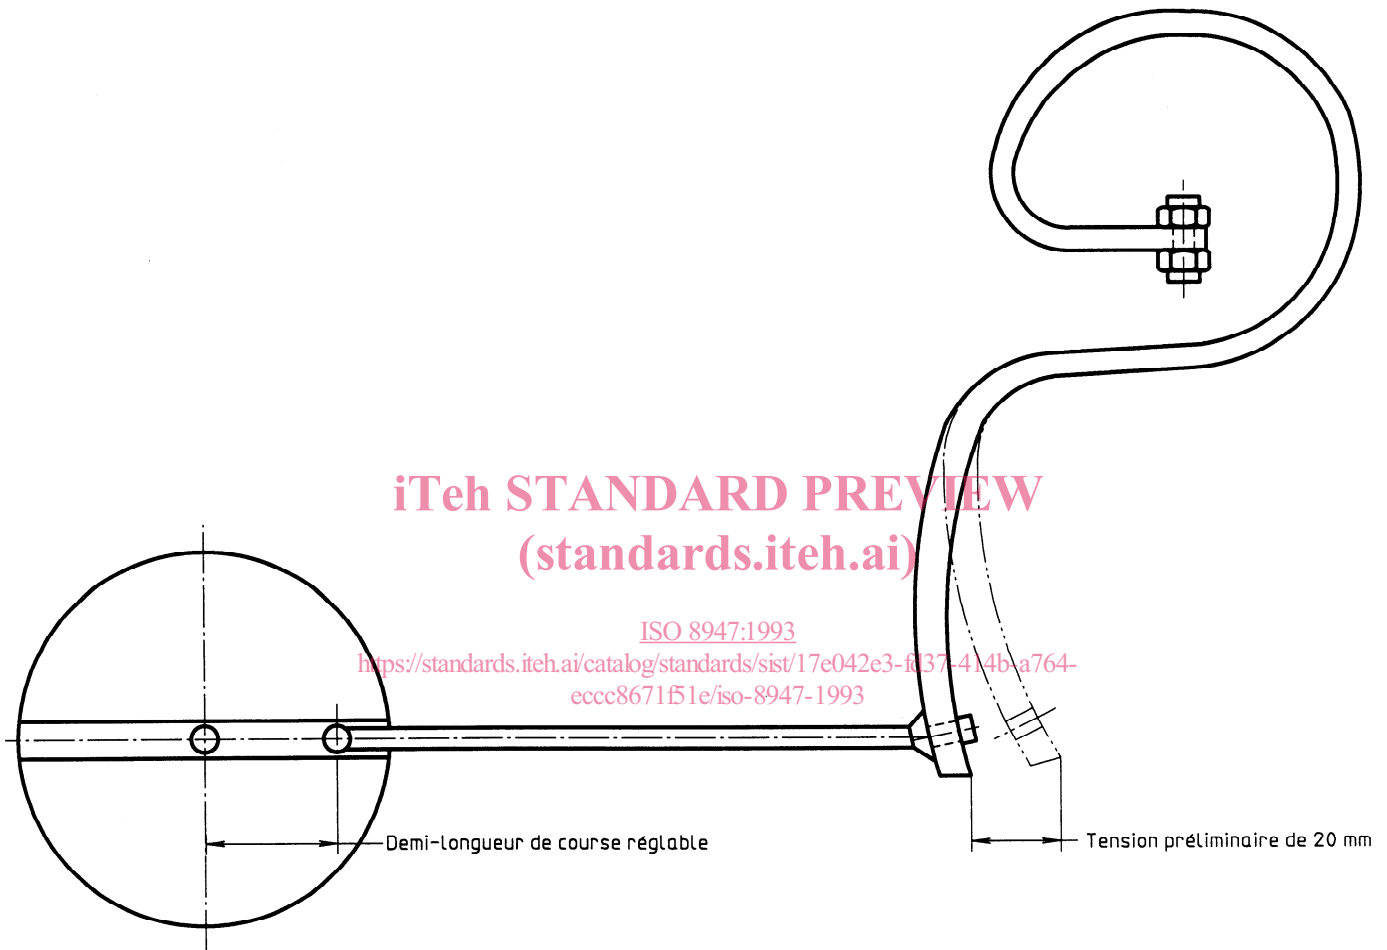 iTeh STANDARD PREVIEW
(standards.iteh.ai)
ISO 8947:1993
https://standards.iteh.ai/catalog/standards/sist/17e042e3-fd37-414b-a764-
eccc8671f51e/iso-8947-1993
Demi-longueur de course réglable
Tension préliminaire de 20 mm